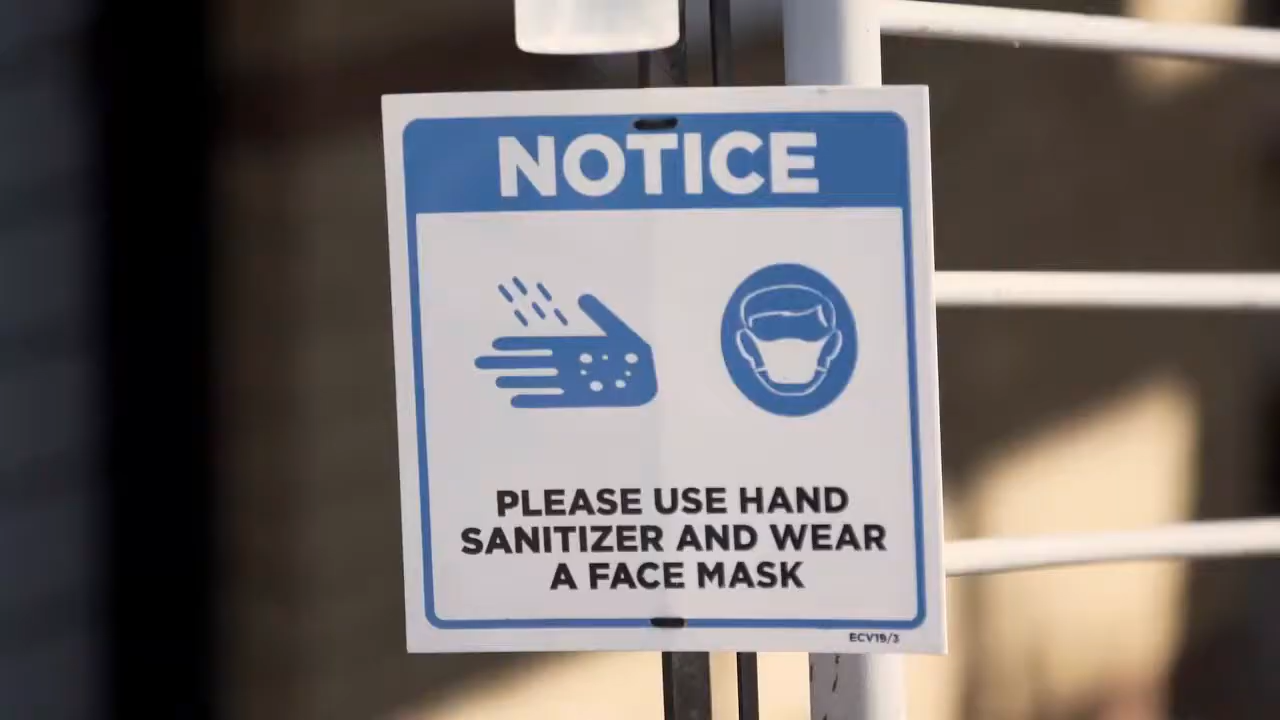 NOTICE
PLEASE USE HAND
SANITIZER AND WEAR
A FACE MASK
ECV19/3